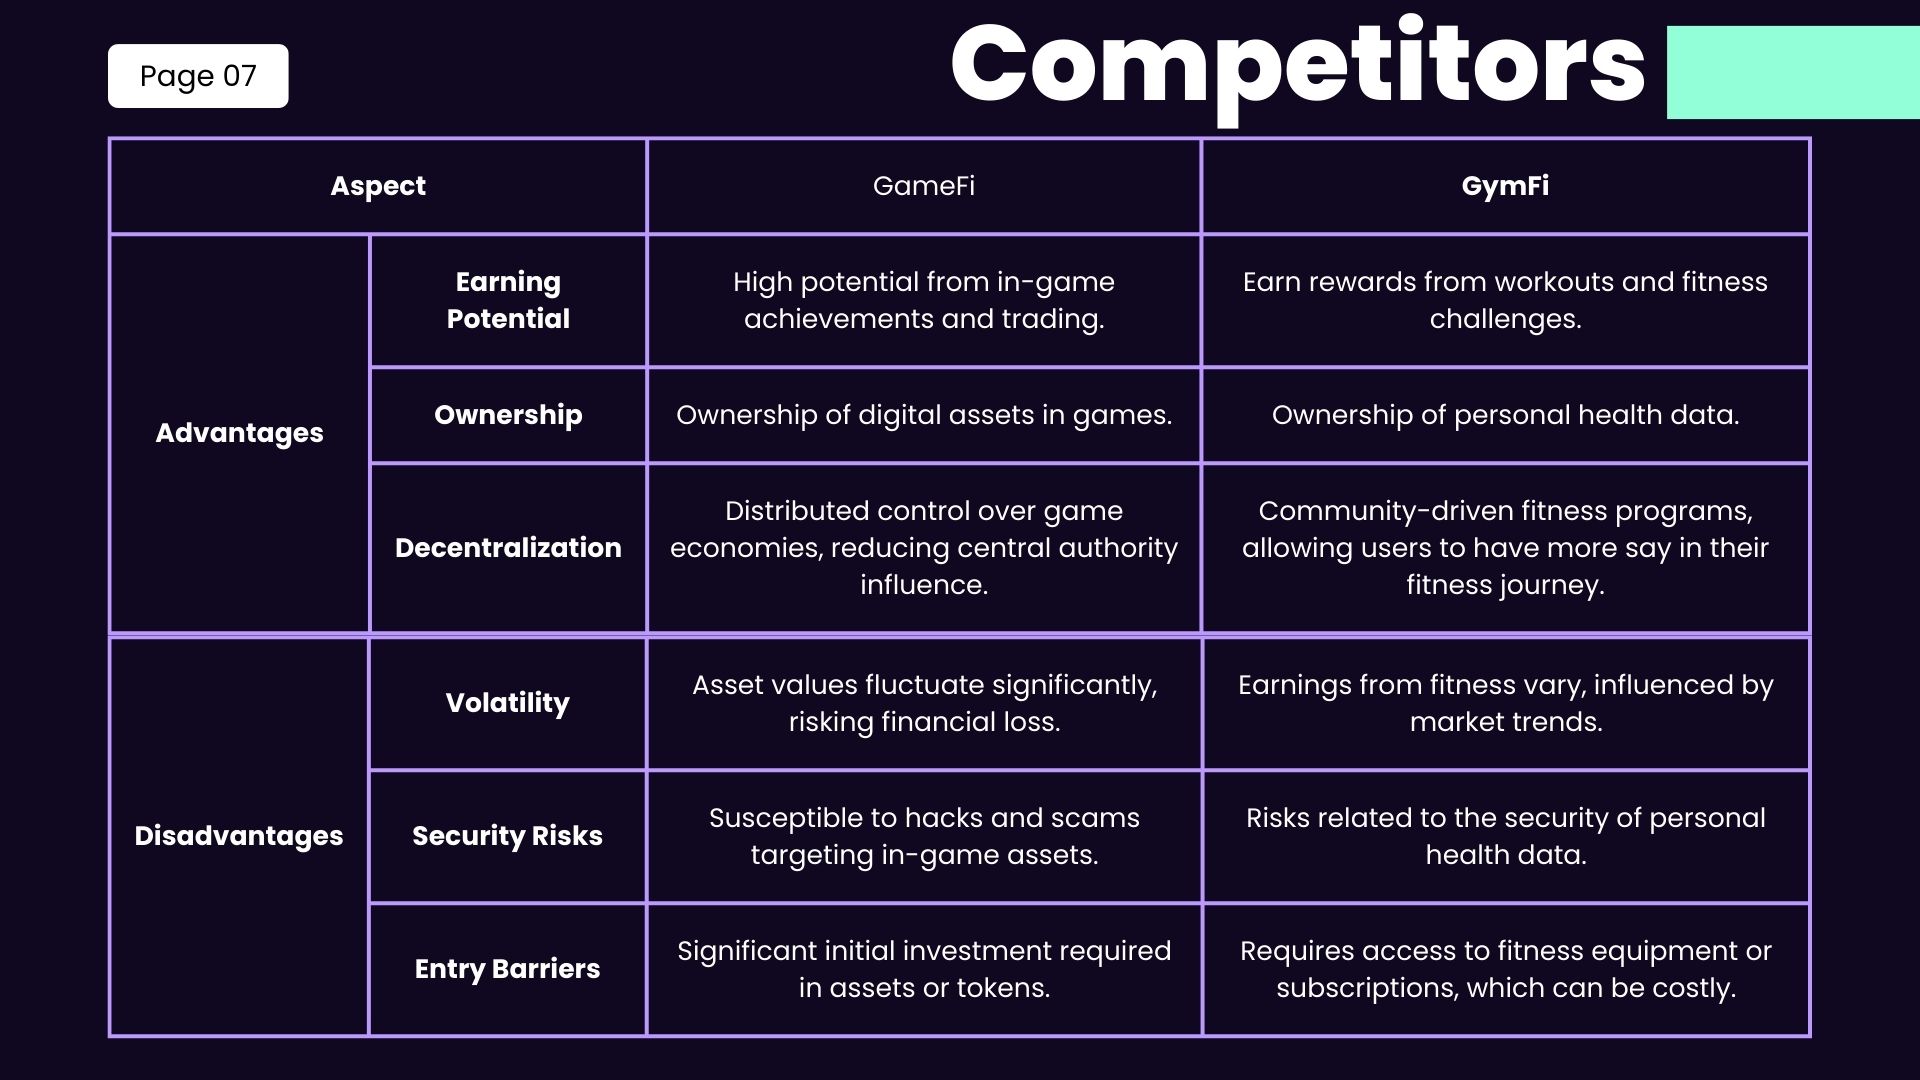 Page 07
Competitors
Aspect
GameFi
GymFi
Advantages
Earning
Potential
High potential from in-game
achievements and trading.
Earn rewards from workouts and fitness
challenges.
Ownership
Ownership of digital assets in games.
Ownership of personal health data.
Decentralization
Distributed control over game
economies, reducing central authority
influence.
Community-driven fitness programs,
allowing users to have more say in their
fitness journey.
Disadvantages
Volatility
Asset values fluctuate significantly,
risking financial loss.
Earnings from fitness vary, influenced by
market trends.
Security Risks
Susceptible to hacks and scams
targeting in-game assets.
Risks related to the security of personal
health data.
Entry Barriers
Significant initial investment required
in assets or tokens.
Requires access to fitness equipment or
subscriptions, which can be costly.